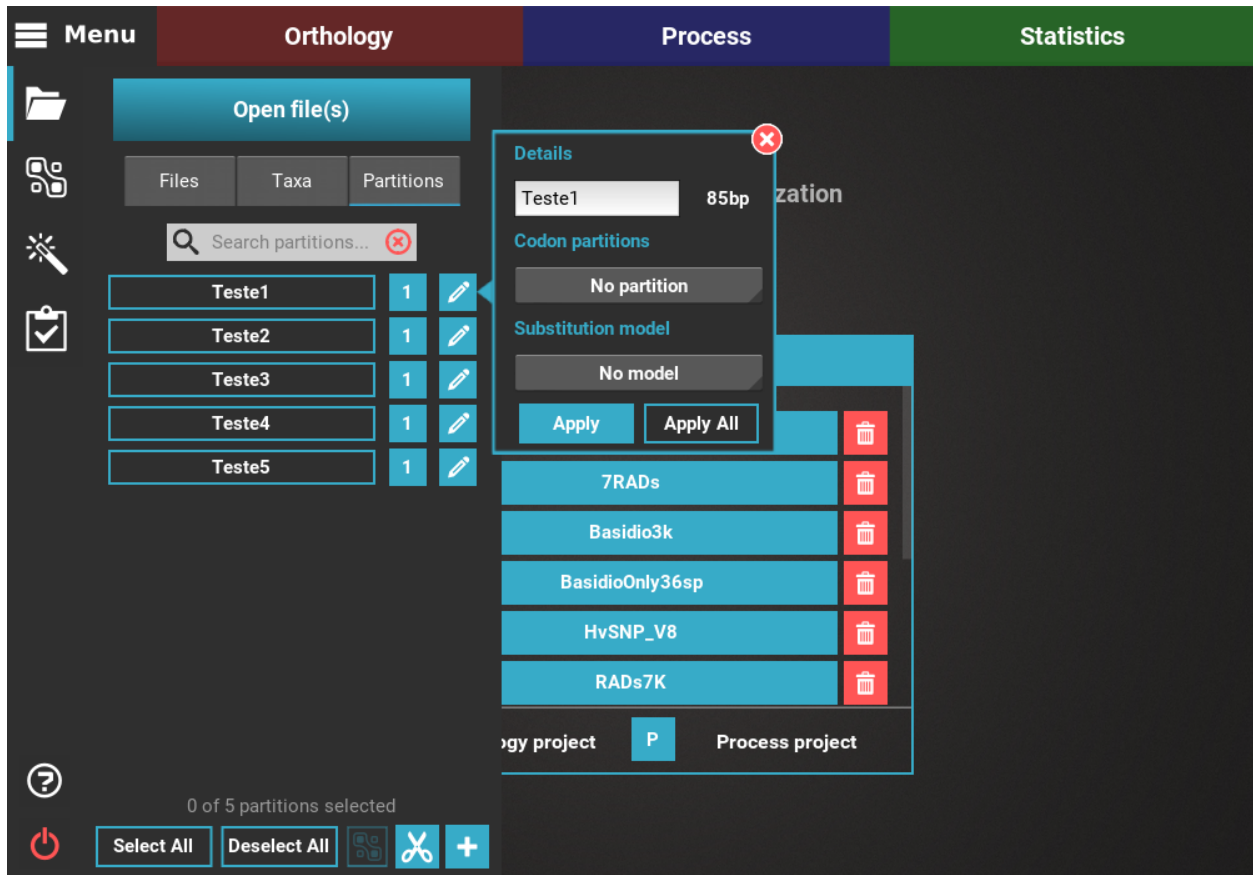 Menu
Orthology
Process
Statistics
Open file(s)
Files
Taxa
Partitions
Search partitions...
Teste1
1
Teste2
1
Teste3
1
Teste4
1
Teste5
1
0 of 5 partitions selected
Select All
Deselect All
Details
Teste1
85bp
Codon partitions
No partition
Substitution model
No model
Apply
Apply All
zation
7RADs
Basidio3k
BasidioOnly36sp
HvSNP_V8
RADs7K
ogy project
P
Process project